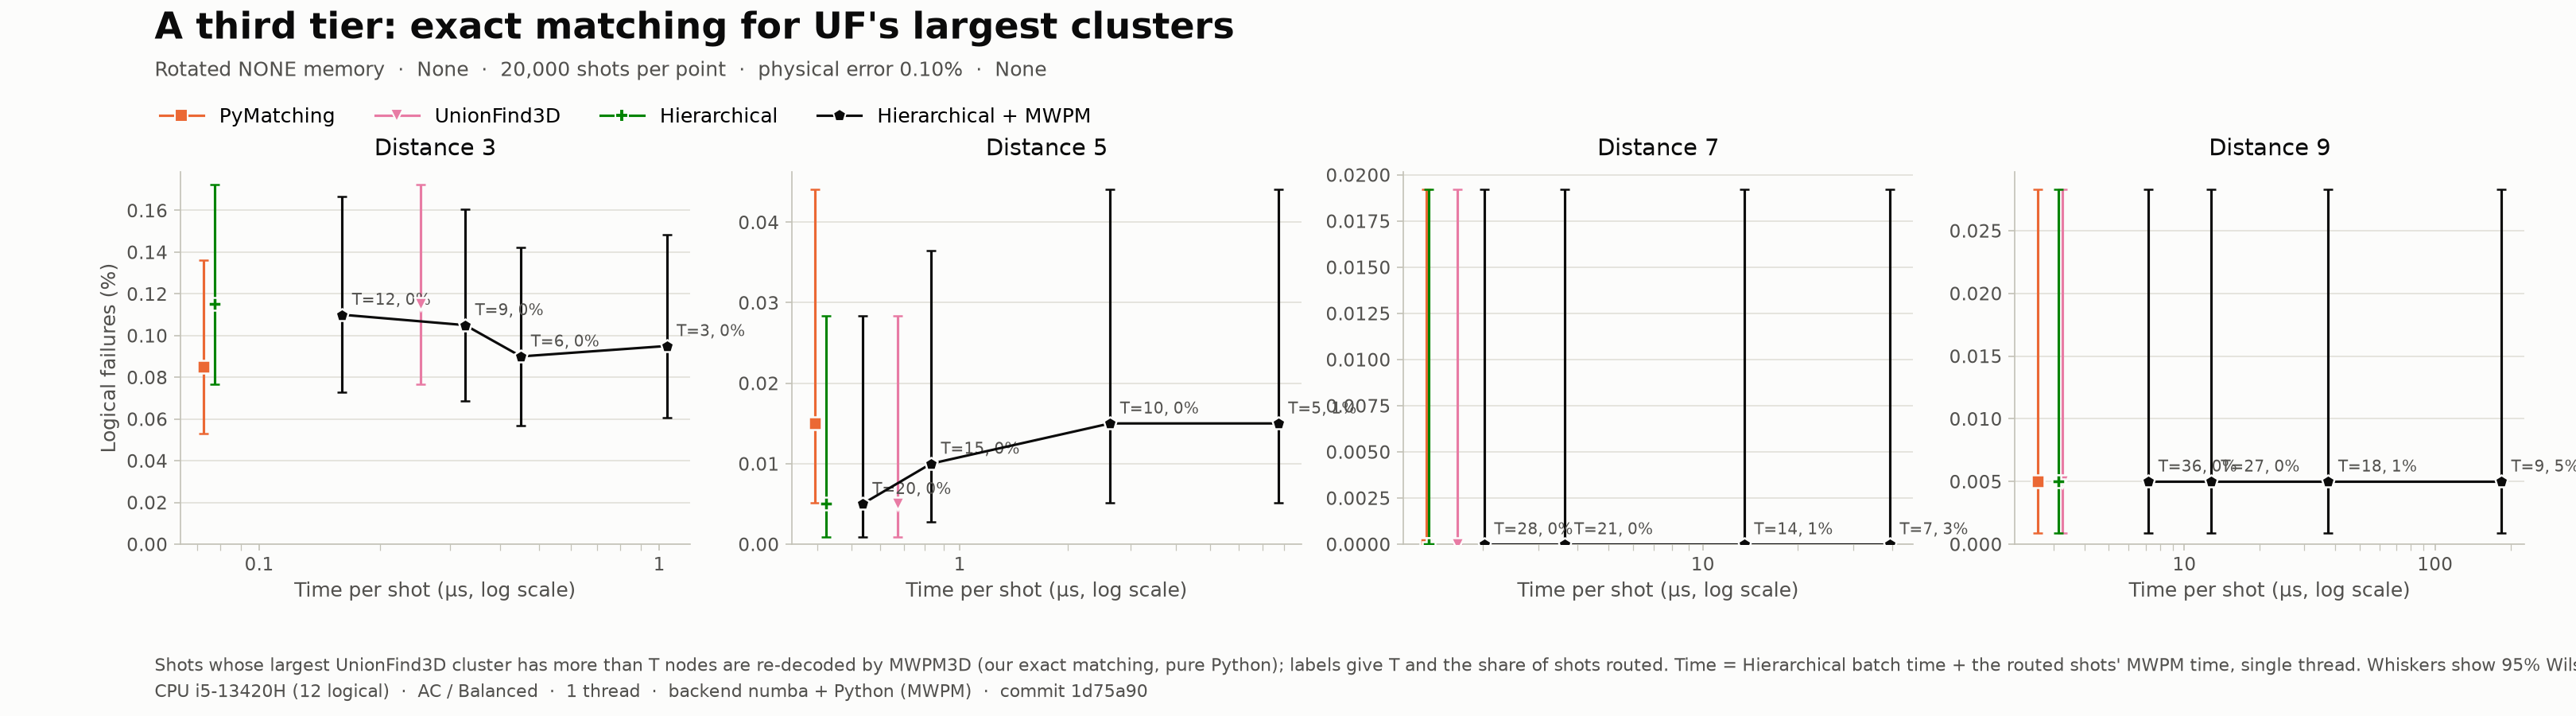 A third tier: exact matching for UF's largest clusters
Rotated NONE memory · None · 20,000 shots per point · physical error 0.10% · None
PyMatching UnionFind3D Hierarchical Hierarchical + MWPM
Distance 3
Logical failures (%)
0.16
0.14
0.12
0.10
0.08
0.06
0.04
0.02
0.00
T=12, 0%
T=9, 0%
T=6, 0%
T=3, 0%
0.1 1
Time per shot (µs, log scale)
Distance 5
0.04
0.03
0.02
0.01
0.00
T=20, 0%
T=15, 0%
T=10, 0%
T=5, 1%
1
Time per shot (µs, log scale)
Distance 7
0.0200
0.0175
0.0150
0.0125
0.0100
0.0075
0.0050
0.0025
0.0000
T=28, 0%
T=21, 0%
T=14, 1%
T=7, 3%
10
Time per shot (µs, log scale)
Distance 9
0.025
0.020
0.015
0.010
0.005
0.000
T=36, 0%
T=27, 0%
T=18, 1%
T=9, 5%
10 100
Time per shot (µs, log scale)
Shots whose largest UnionFind3D cluster has more than T nodes are re-decoded by MWPM3D (our exact matching, pure Python); labels give T and the share of shots routed. Time = Hierarchical batch time + the routed shots' MWPM time, single thread. Whiskers show 95%
CPU i5-13420H (12 logical) · AC / Balanced · 1 thread · backend numba + Python (MWPM) · commit 1d75a90